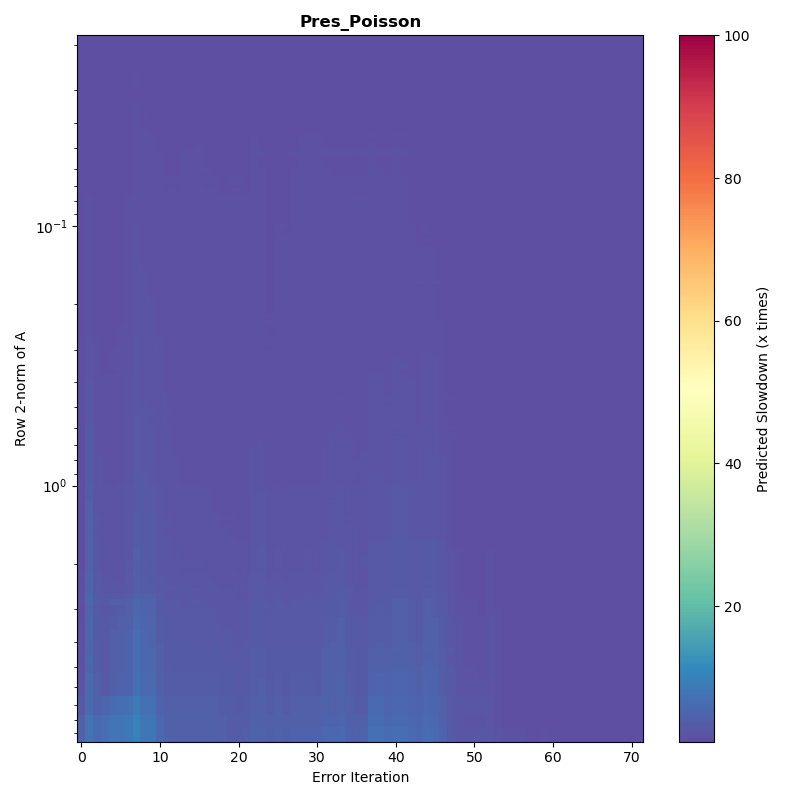 Pres_Poisson
Row 2-norm of A
10⁻¹
10⁰
0 10 20 30 40 50 60 70
Error Iteration
100
80
60
40
20
Predicted Slowdown (x times)